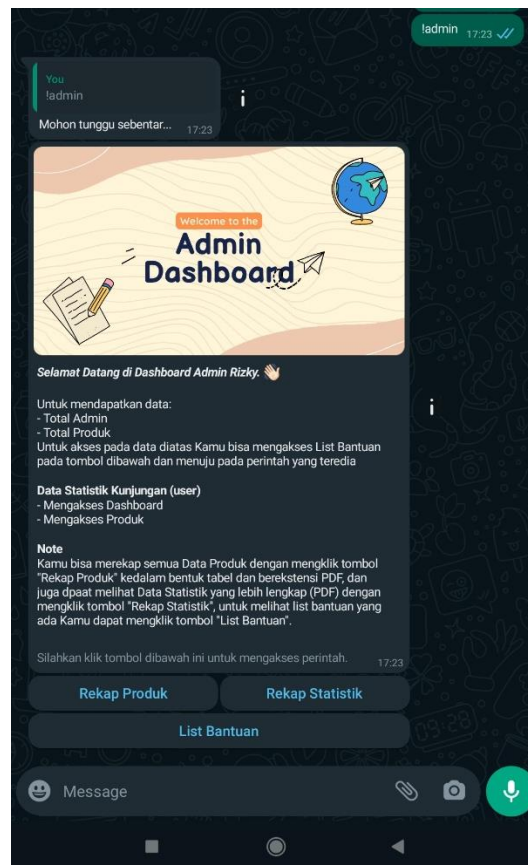 !admin 17:23
You
!admin
Mohon tunggu sebentar... 17:23
Welcome to the
Admin
Dashboard
Selamat Datang di Dashboard Admin Rizky. 👋🏻
Untuk mendapatkan data:
- Total Admin
- Total Produk
Untuk akses pada data diatas Kamu bisa mengakses List Bantuan
pada tombol dibawah dan menuju pada perintah yang teredia
Data Statistik Kunjungan (user)
- Mengakses Dashboard
- Mengakses Produk
Note
Kamu bisa merekap semua Data Produk dengan mengklik tombol
"Rekap Produk" kedalam bentuk tabel dan berekstensi PDF, dan
juga dpaat melihat Data Statistik yang lebih lengkap (PDF) dengan
mengklik tombol "Rekap Statistik", untuk melihat list bantuan yang
ada Kamu dapat mengklik tombol "List Bantuan".
Silahkan klik tombol dibawah ini untuk mengakses perintah. 17:23
Rekap Produk
Rekap Statistik
List Bantuan
Message